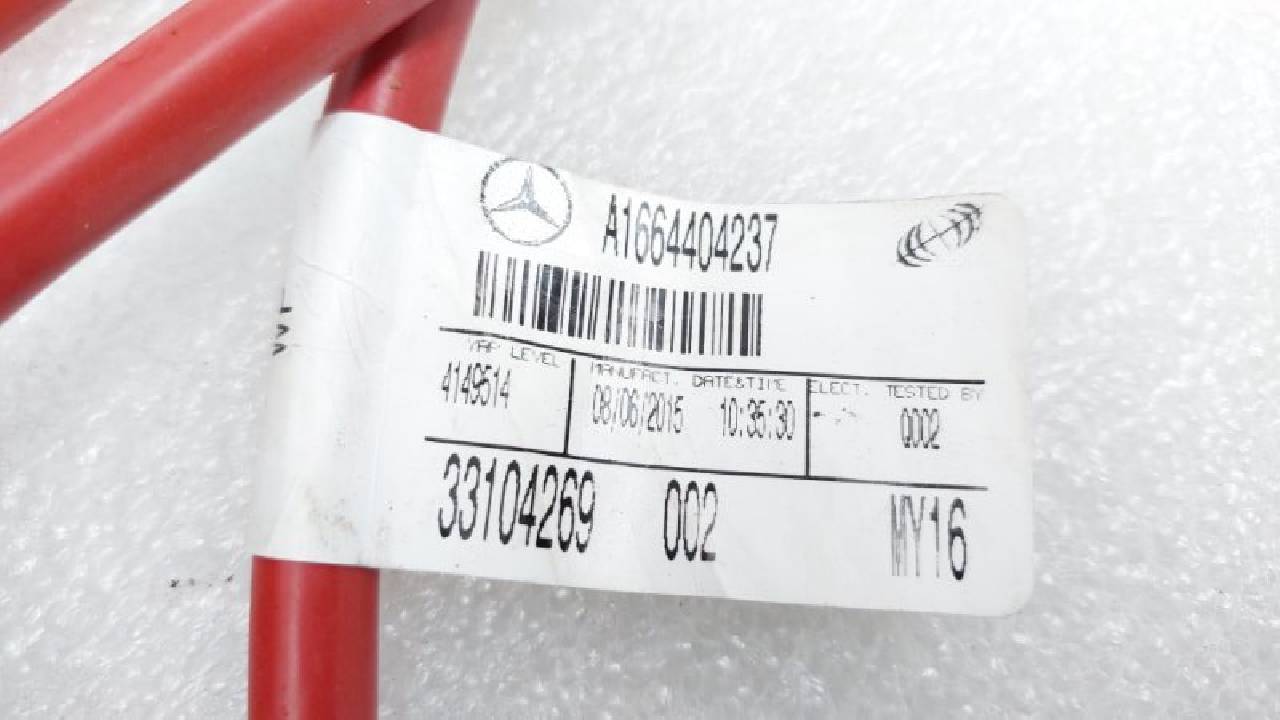 A1664404237
YAP LEVEL MANUFACT. DATE&TIME ELECT. TESTED BY
4149514 08/06/2015 10:35:30 Q002
33104269 002 MY16